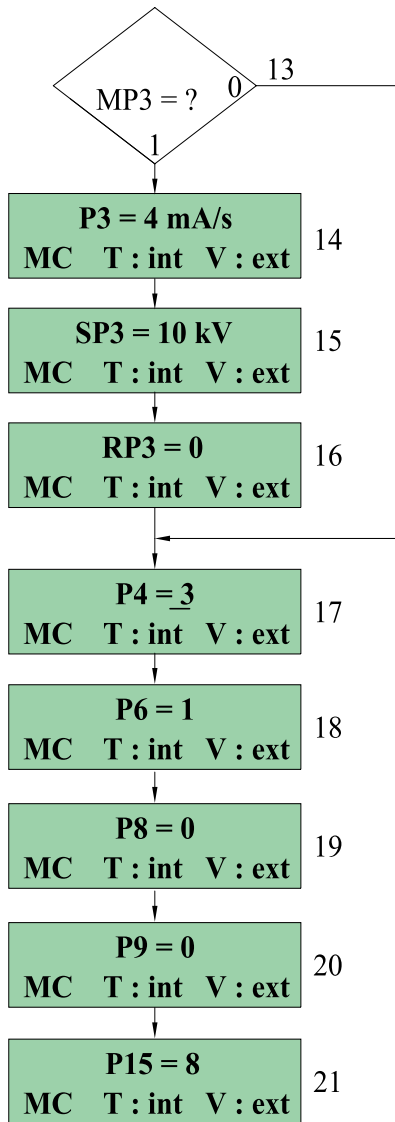 13
MP3 = ?
0
1
P3 = 4 mA/s
MC T : int V : ext
14
SP3 = 10 kV
MC T : int V : ext
15
RP3 = 0
MC T : int V : ext
16
P4 = 3
MC T : int V : ext
17
P6 = 1
MC T : int V : ext
18
P8 = 0
MC T : int V : ext
19
P9 = 0
MC T : int V : ext
20
P15 = 8
MC T : int V : ext
21